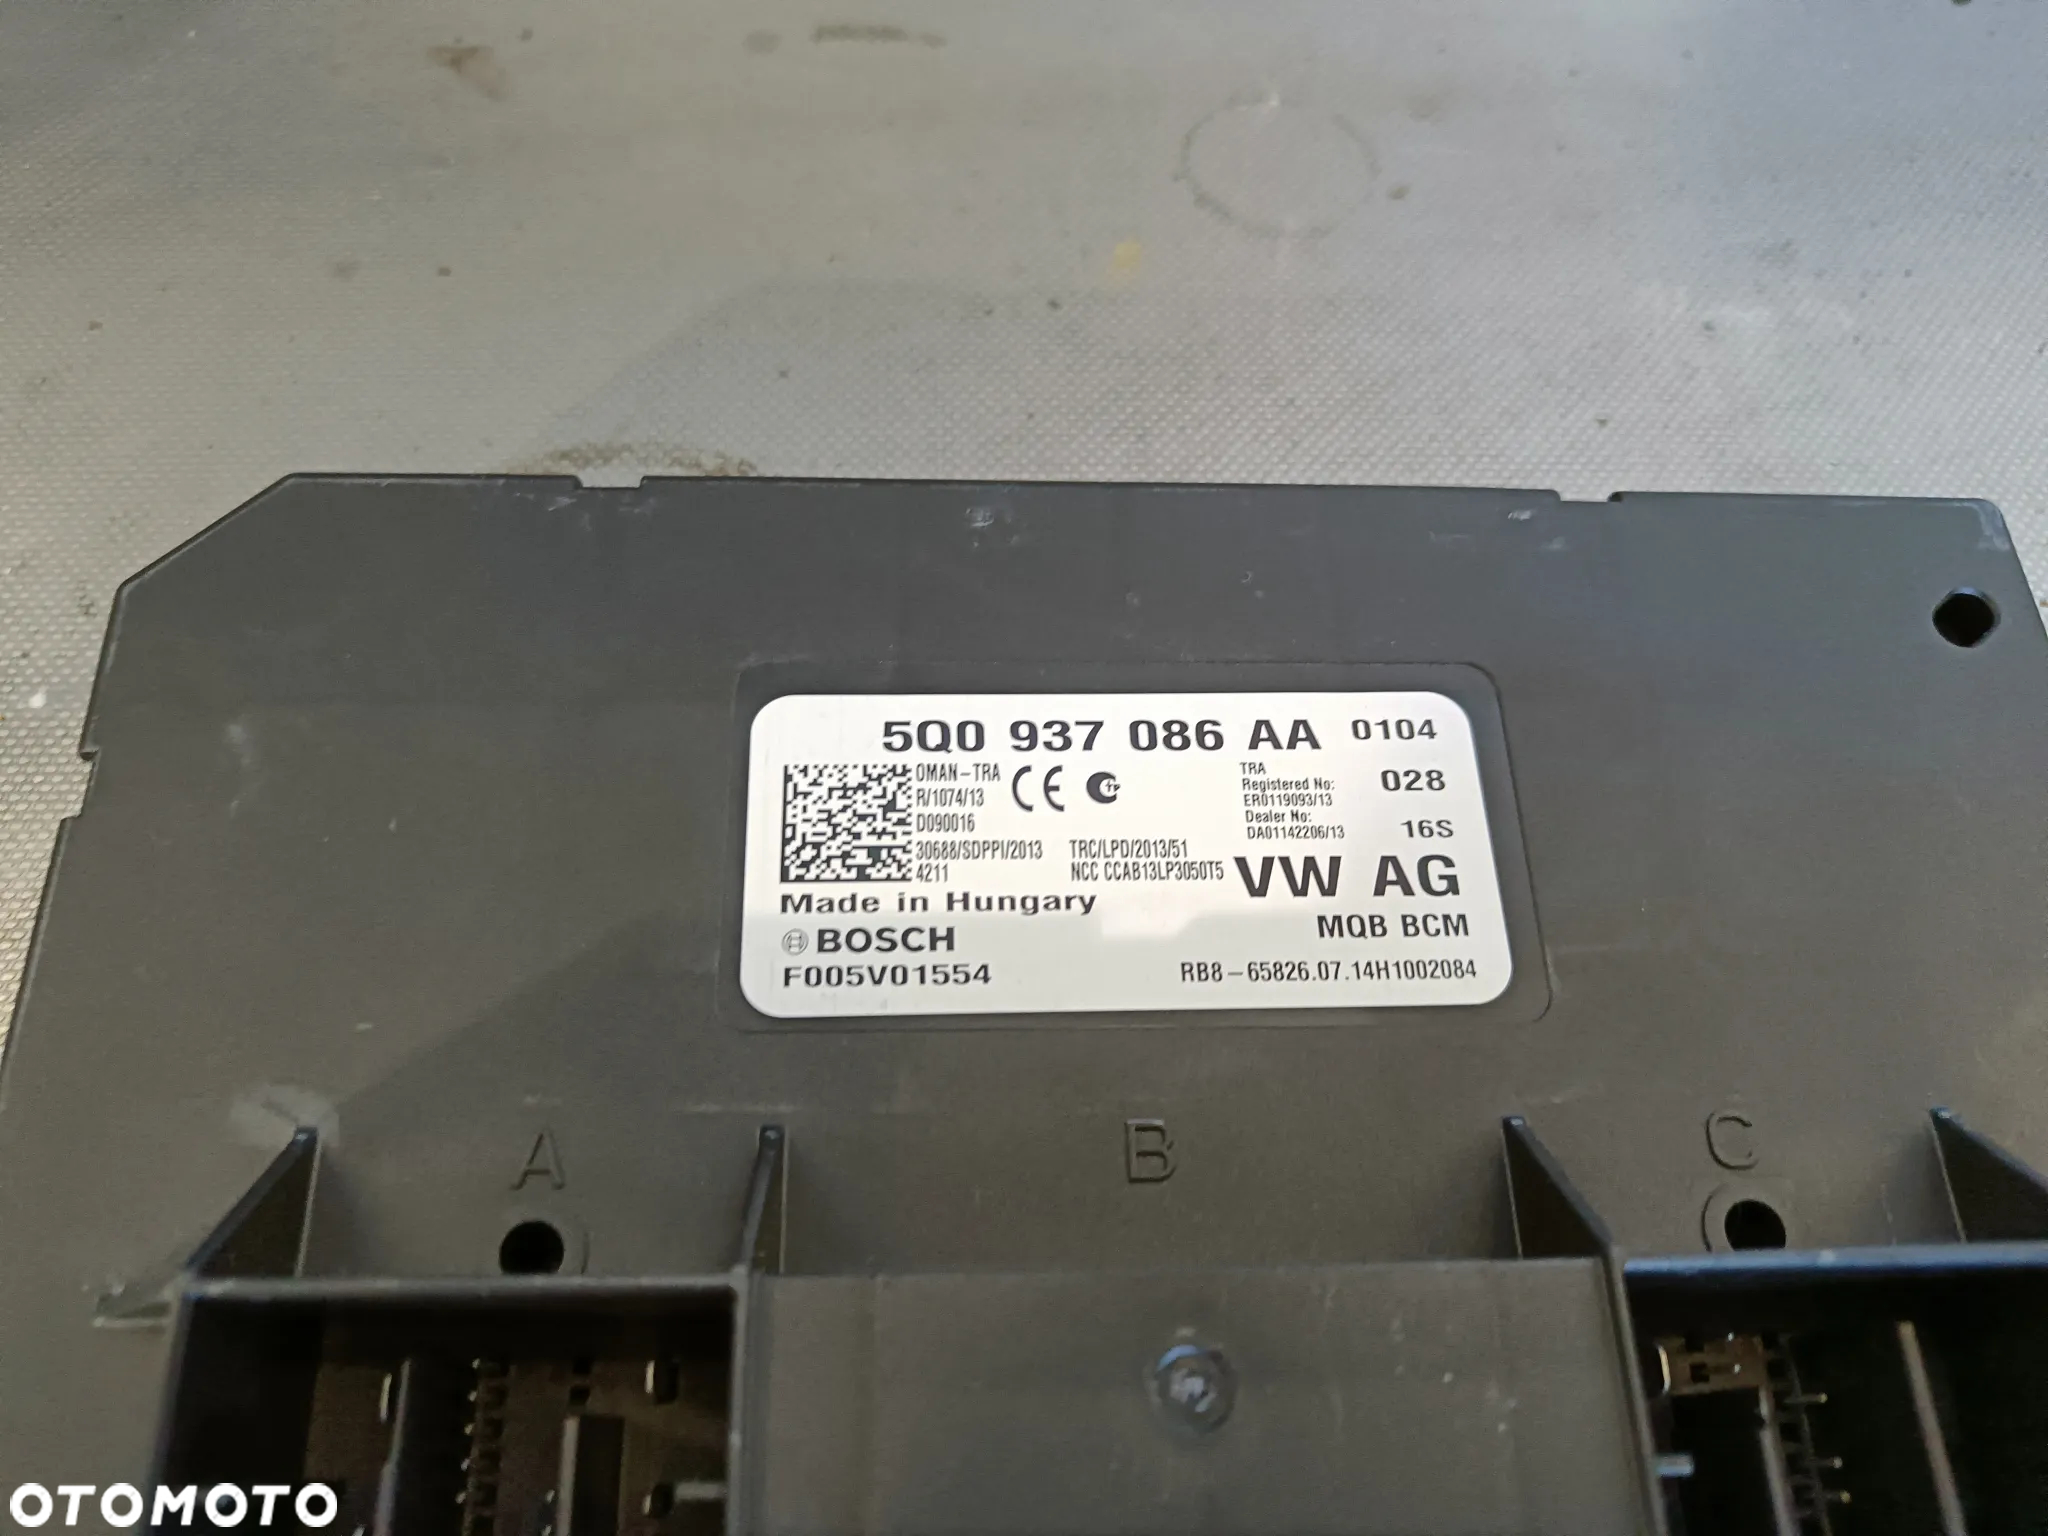 5Q0 937 086 AA 0104
OMAN-TRA
R/1074/13
D090016
30688/SDPPI/2013
4211
CE
TRC/LPD/2013/51
NCC CCAB13LP3050T5
TRA
Registered No:
ER0119093/13
Dealer No:
DA01142206/13
028
16S
VW AG
MQB BCM
Made in Hungary
BOSCH
F005V01554
RB8-65826.07.14H1002084
A
B
C
OTOMOTO